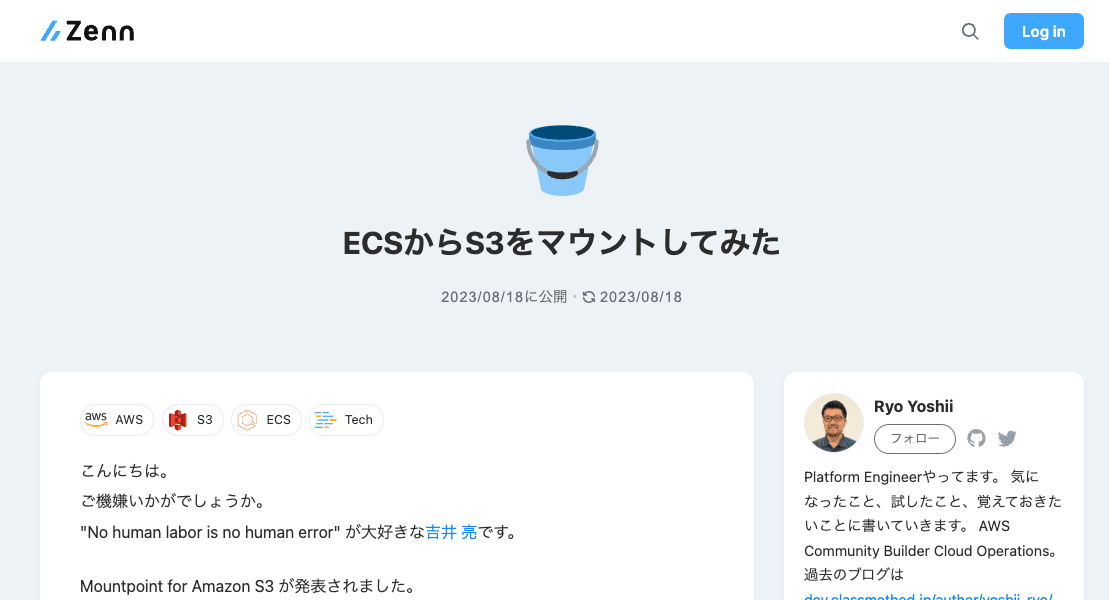 Zenn
Log in
ECSからS3をマウントしてみた
2023/08/18に公開・2023/08/18
aws AWS S3 ECS Tech
こんにちは。
ご機嫌いかがでしょうか。
"No human labor is no human error" が大好きな吉井 亮です。
Mountpoint for Amazon S3 が発表されました。
Ryo Yoshii
フォロー
Platform Engineerやってます。 気に
なったこと、試したこと、覚えておきた
いことに書いていきます。 AWS
Community Builder Cloud Operations。
過去のブログは
dev.classmethod.jp/author/yoshii-ryo/